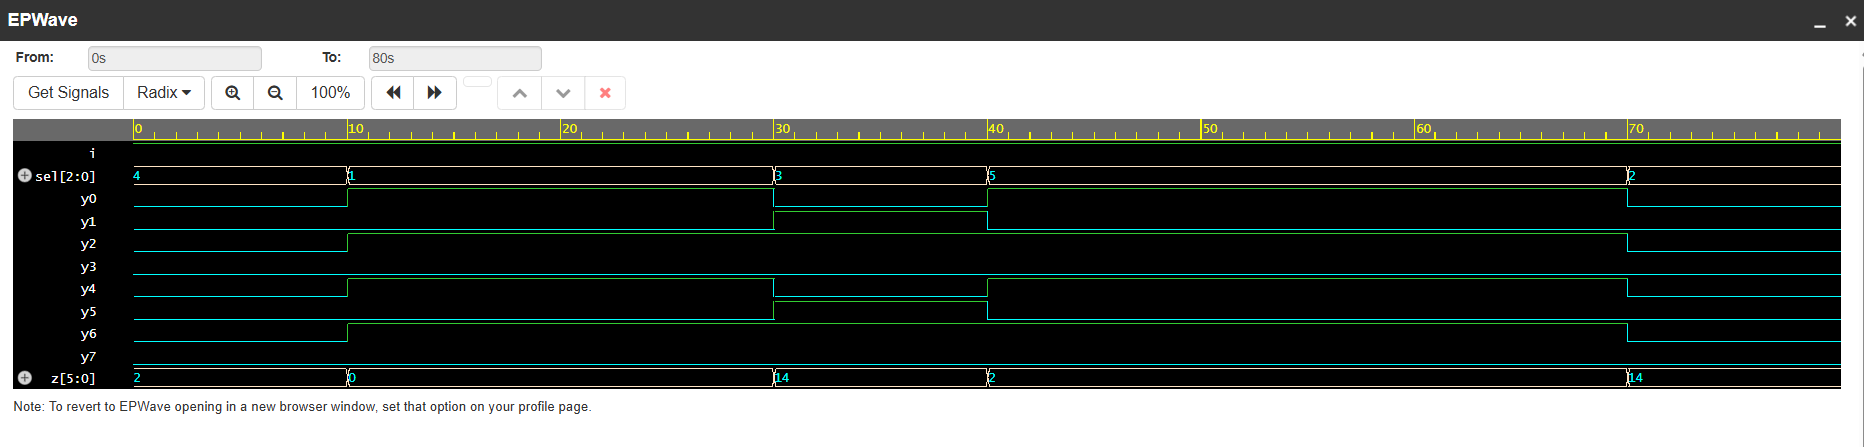 EPWave
From: 0s To: 80s
Get Signals Radix 100%
0 10 20 30 40 50 60 70
i
sel[2:0] 4 1 3 5 2
y0
y1
y2
y3
y4
y5
y6
y7
z[5:0] 2 0 14 2 14
Note: To revert to EPWave opening in a new browser window, set that option on your profile page.